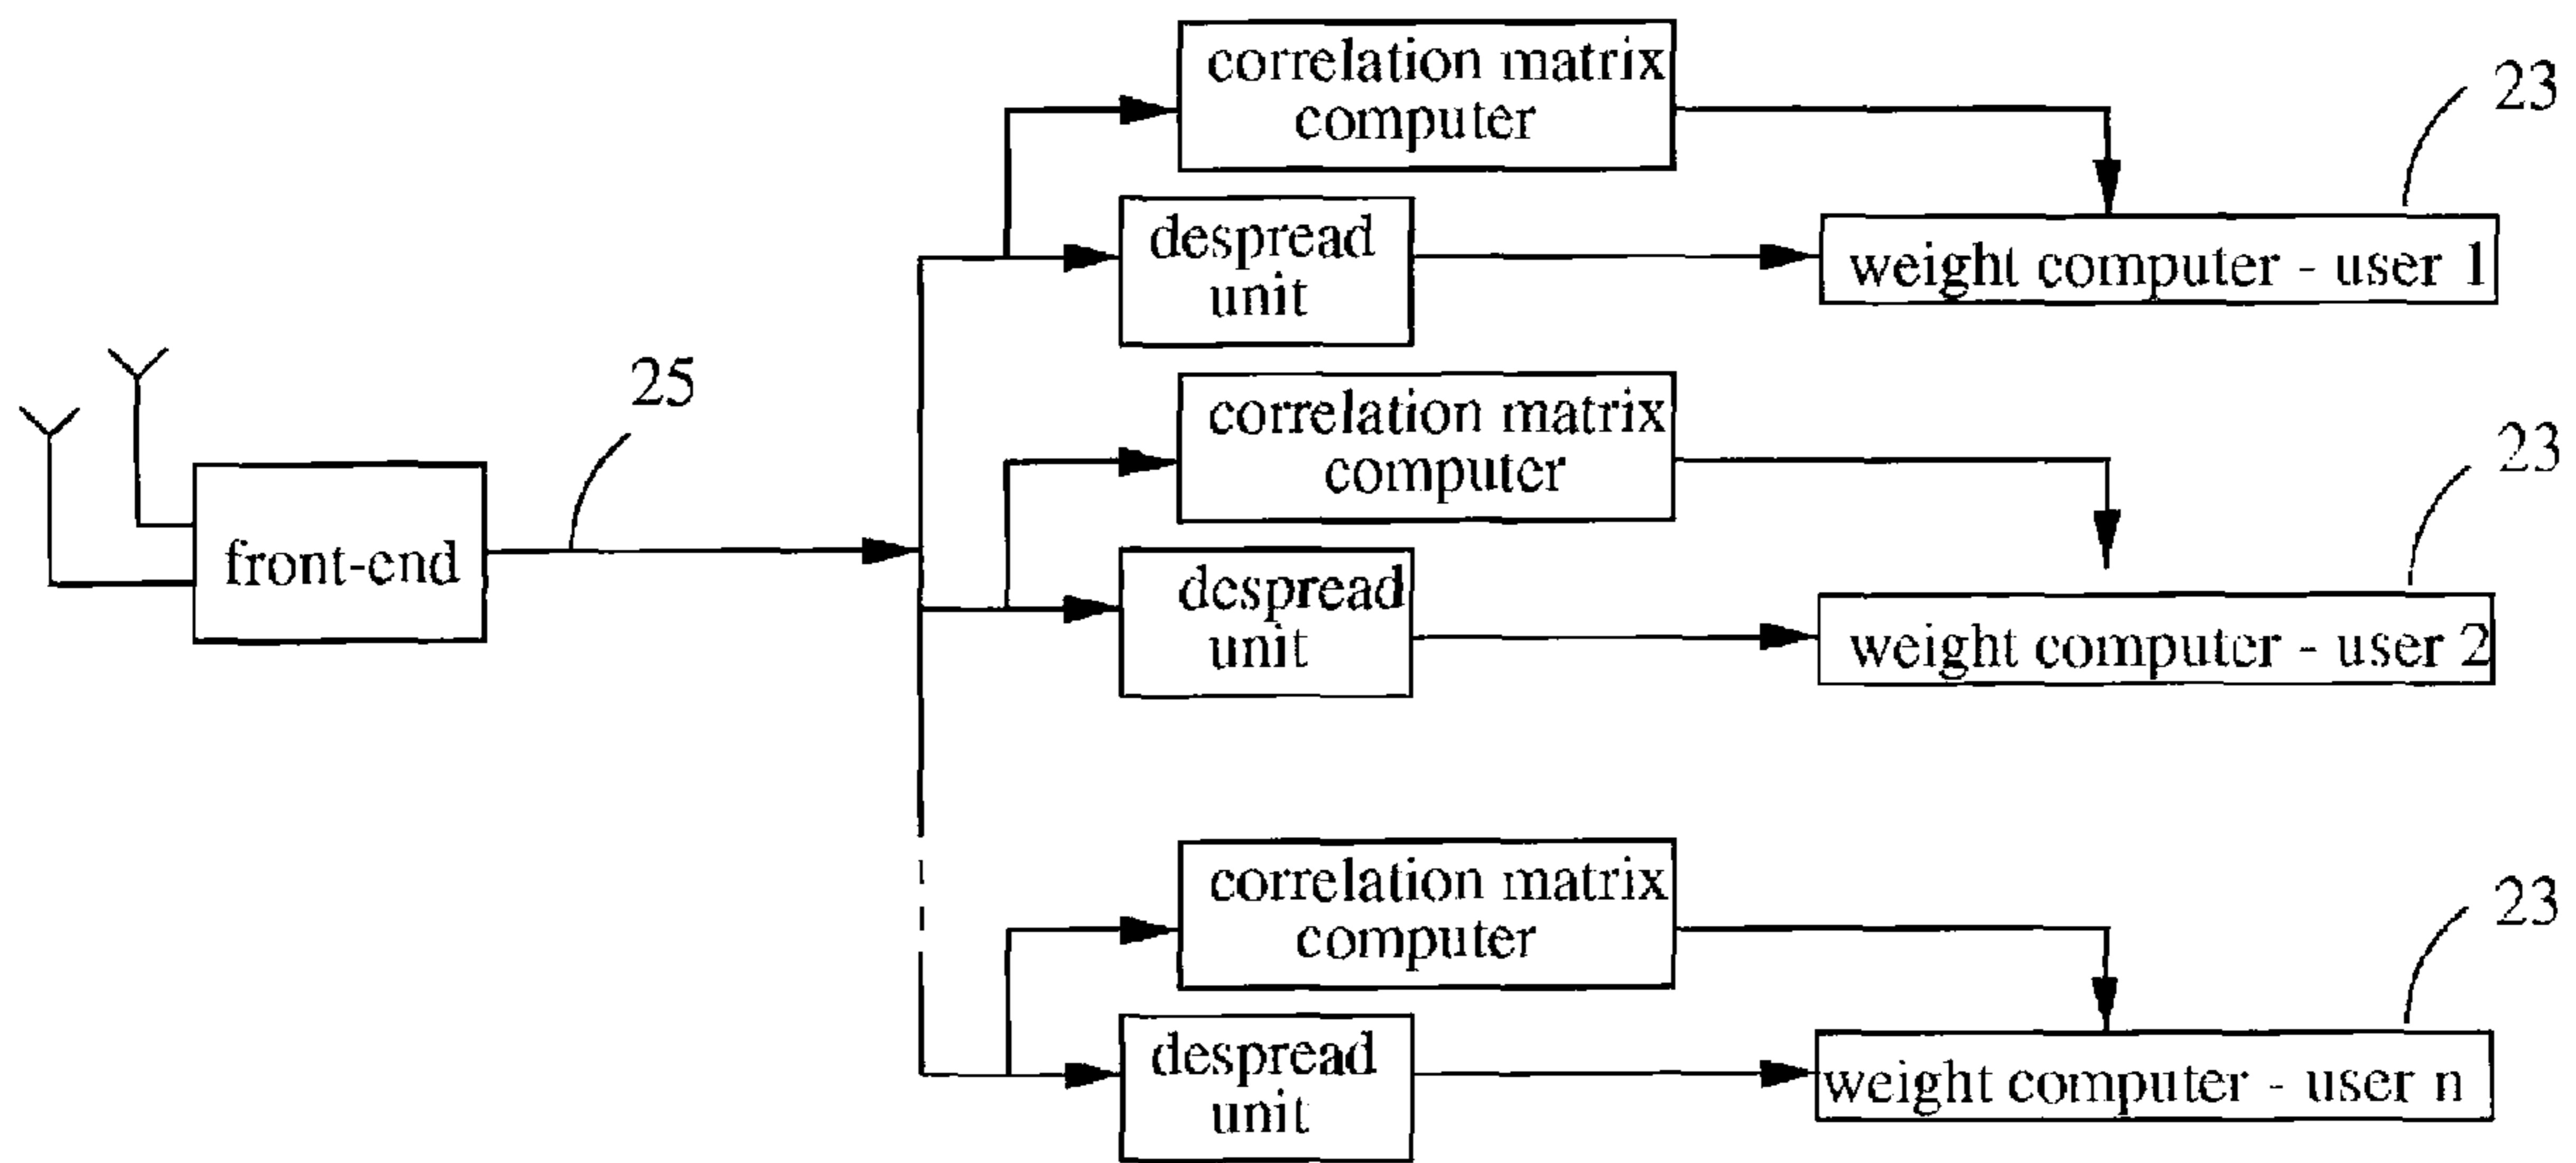 correlation matrix
computer
23
despread
unit
weight computer - user 1
25
correlation matrix
computer
23
front-end
despread
unit
weight computer - user 2
correlation matrix
computer
23
despread
unit
weight computer - user n